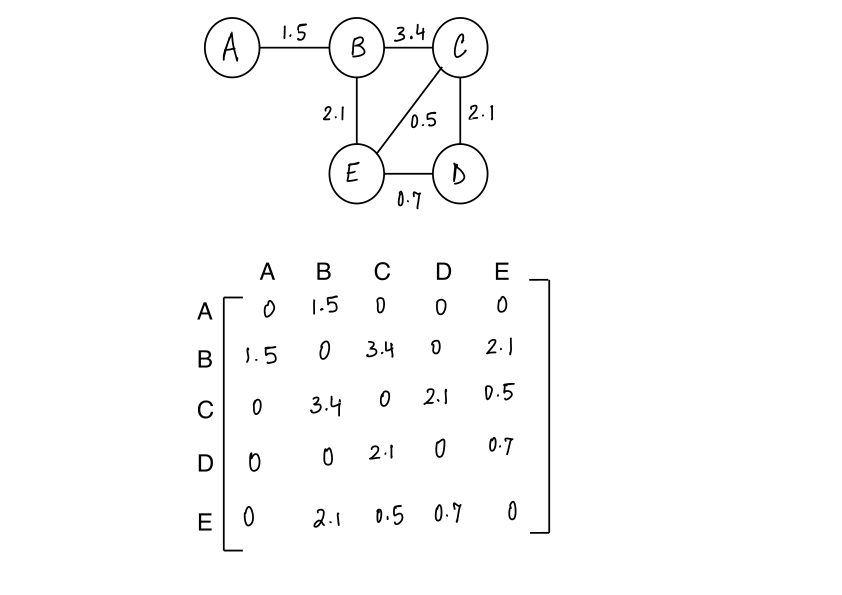 1.5 3.4
A B C
2.1 0.5 2.1
E D
0.7
A B C D E
A 0 1.5 0 0 0
B 1.5 0 3.4 0 2.1
C 0 3.4 0 2.1 0.5
D 0 0 2.1 0 0.7
E 0 2.1 0.5 0.7 0